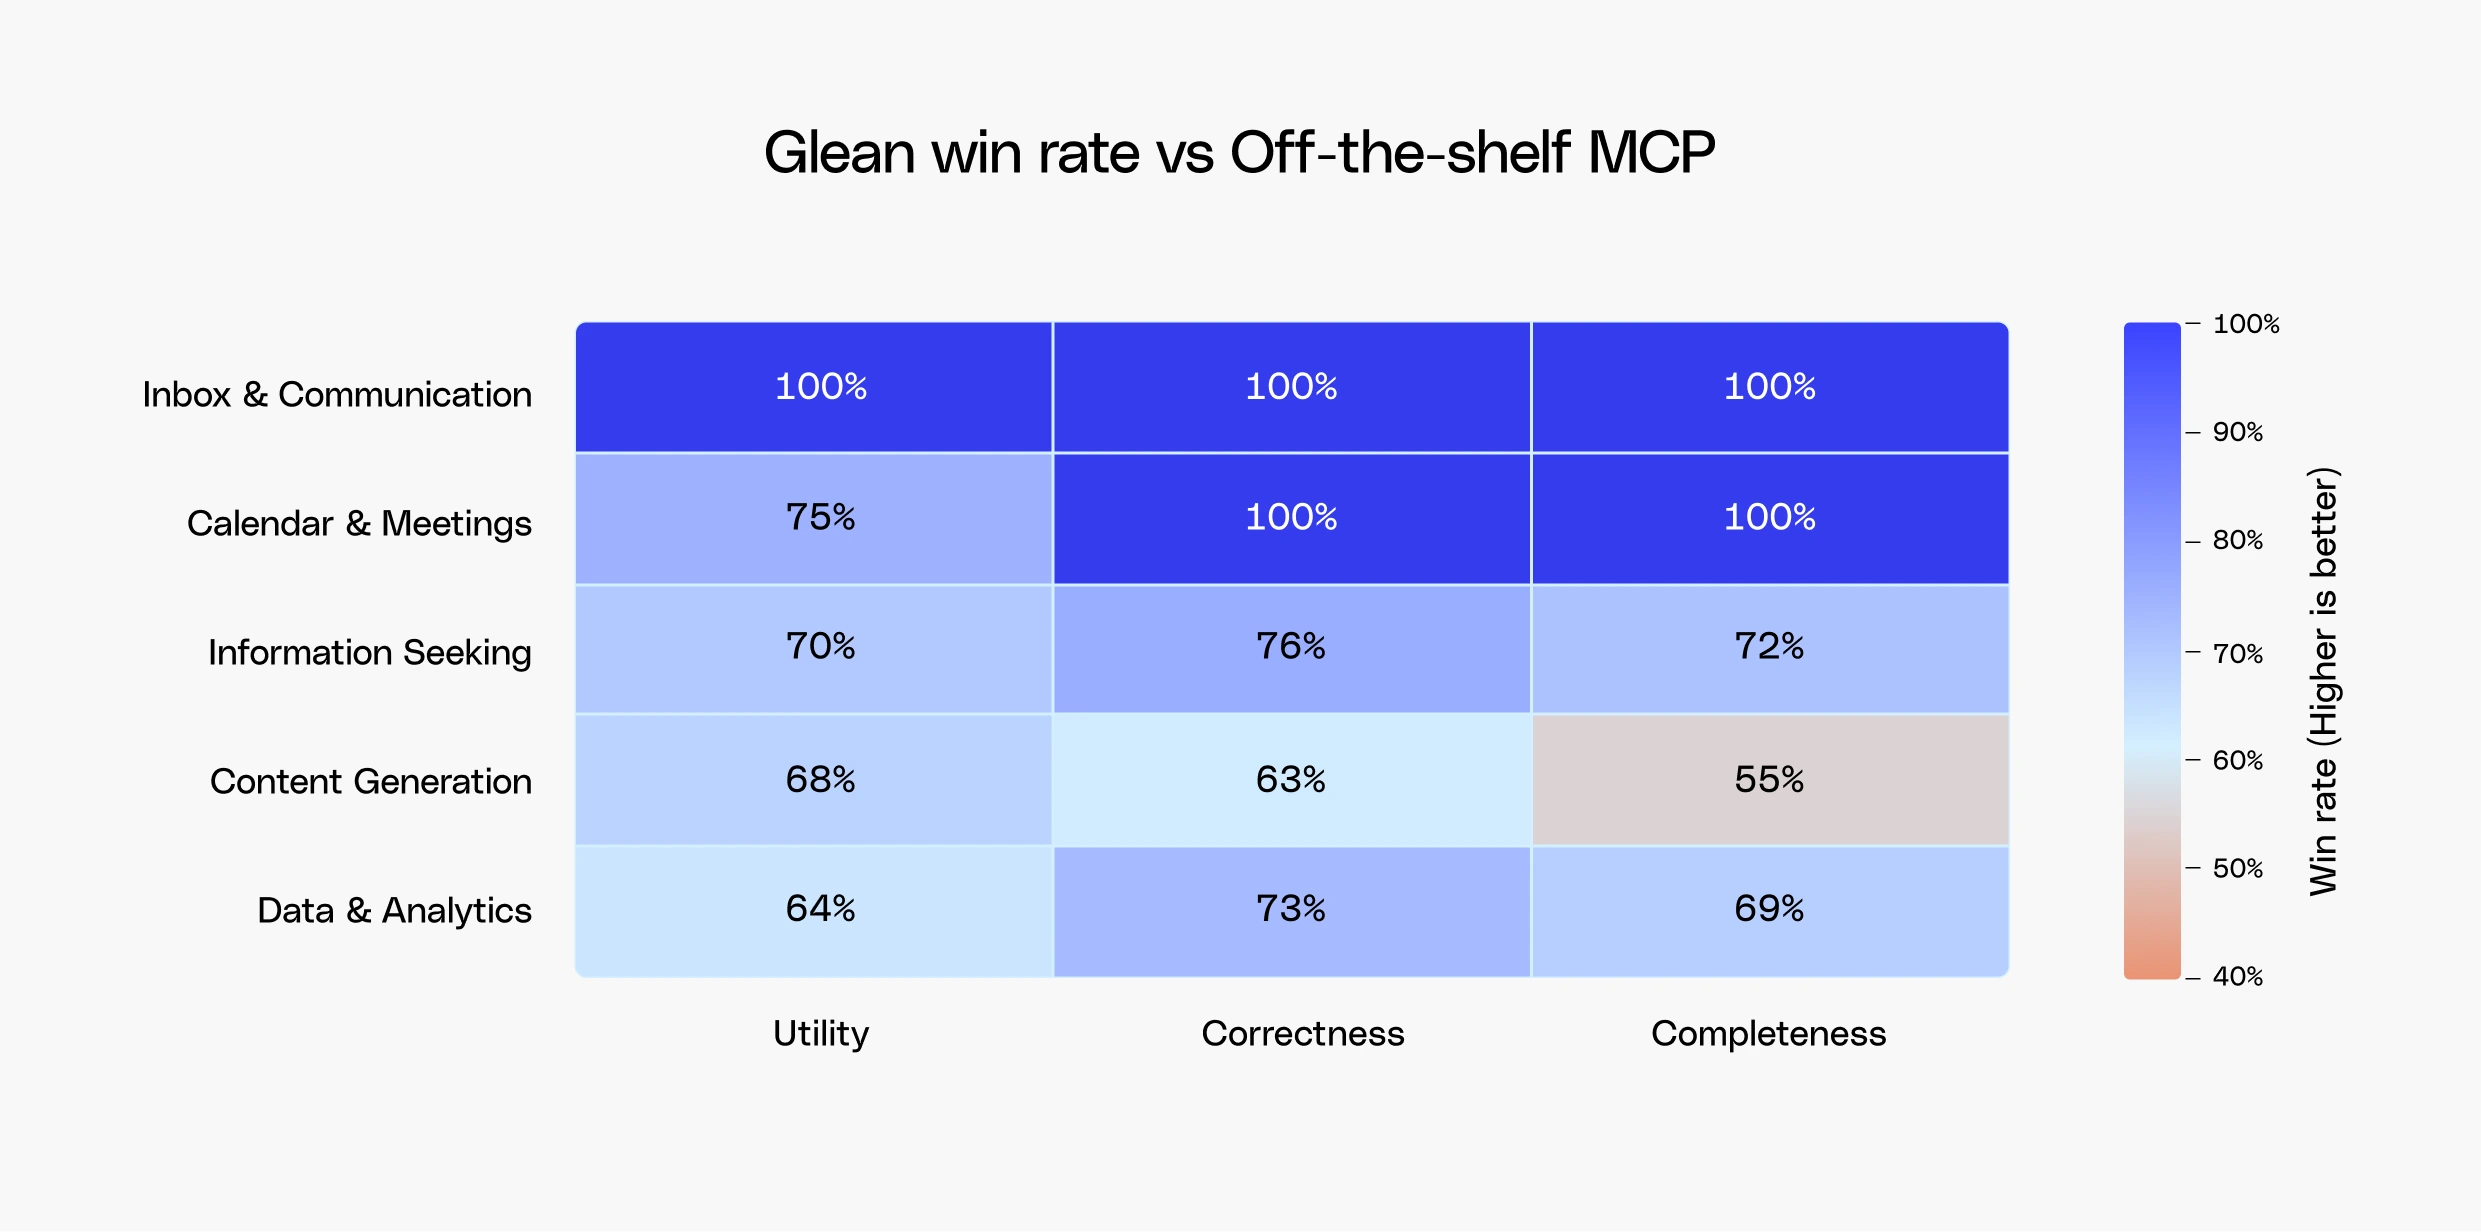 Glean win rate vs Off-the-shelf MCP
Inbox & Communication 100% 100% 100%
Calendar & Meetings 75% 100% 100%
Information Seeking 70% 76% 72%
Content Generation 68% 63% 55%
Data & Analytics 64% 73% 69%
Utility Correctness Completeness
100%
90%
80%
70%
60%
50%
40%
Win rate (Higher is better)